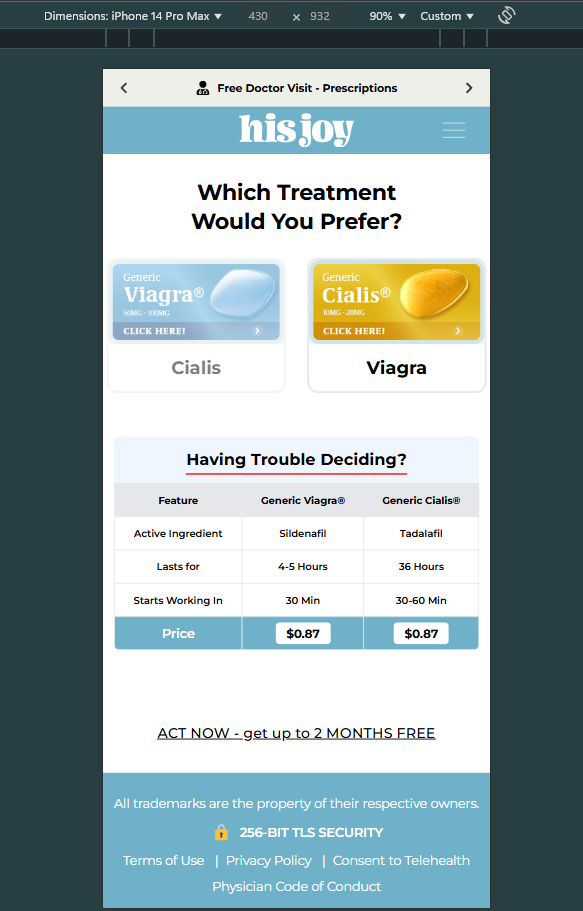 Dimensions: iPhone 14 Pro Max ▼ 430 × 932 90% ▼ Custom ▼
Free Doctor Visit - Prescriptions
his joy
Which Treatment
Would You Prefer?
Generic
Viagra®
50MG - 100MG
CLICK HERE!
Cialis
Generic
Cialis®
10MG - 20MG
CLICK HERE!
Viagra
Having Trouble Deciding?
Feature Generic Viagra® Generic Cialis®
Active Ingredient Sildenafil Tadalafil
Lasts for 4-5 Hours 36 Hours
Starts Working In 30 Min 30-60 Min
Price $0.87 $0.87
ACT NOW - get up to 2 MONTHS FREE
All trademarks are the property of their respective owners.
256-BIT TLS SECURITY
Terms of Use | Privacy Policy | Consent to Telehealth
Physician Code of Conduct